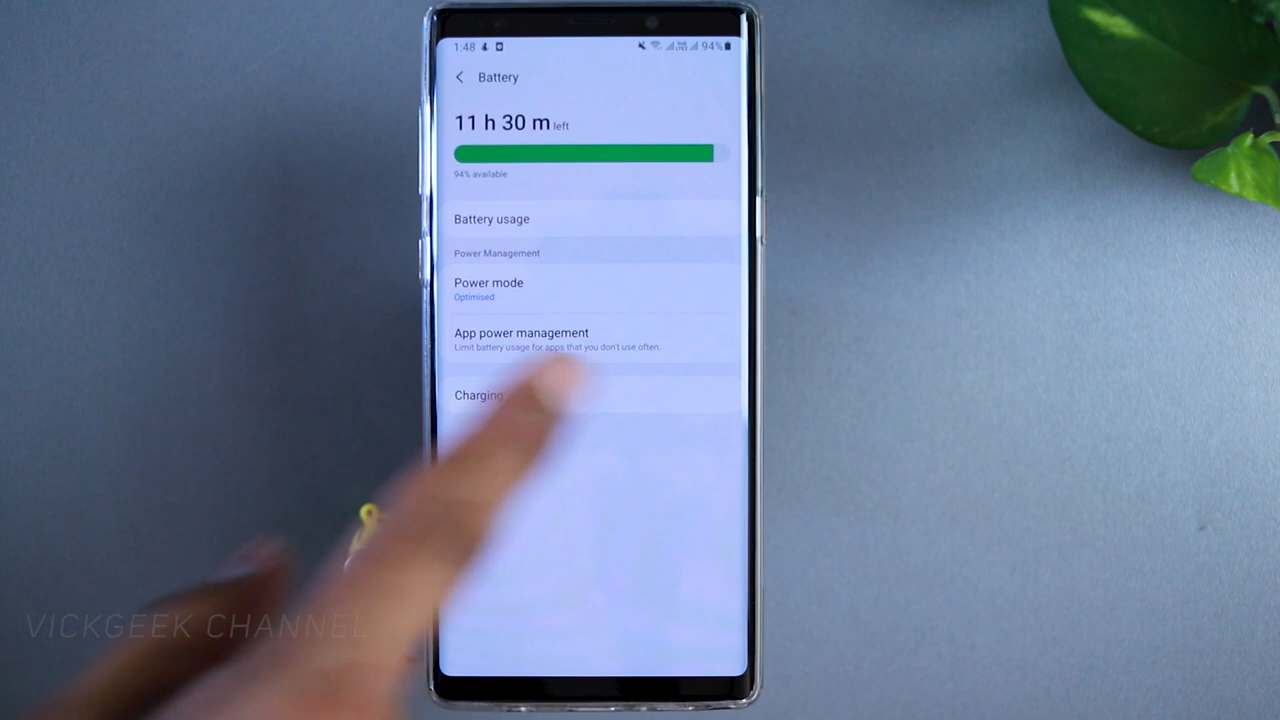 1:48
94%
Battery
11 h 30 m left
94% available
Battery usage
Power Management
Power mode
Optimised
App power management
Limit battery usage for apps that you don't use often.
Charging
VICKGEEK CHANNEL